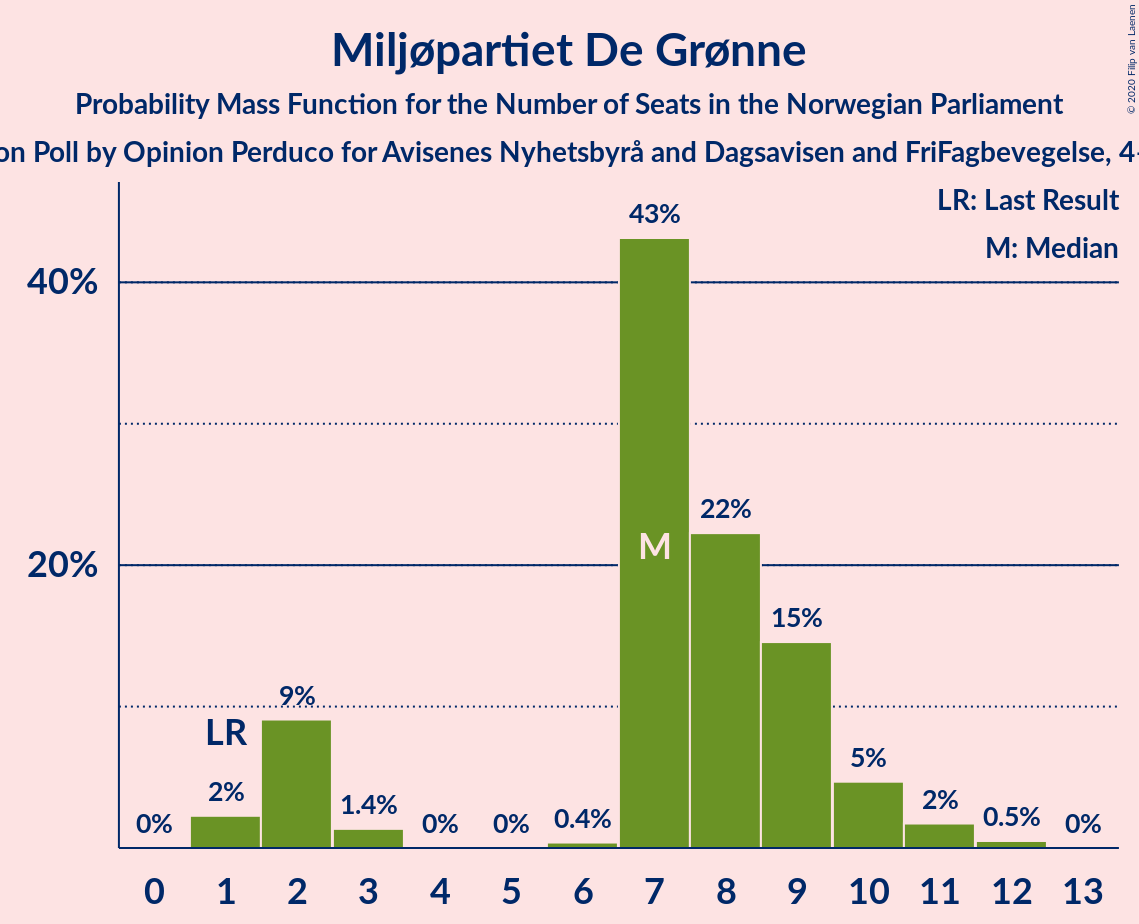 Miljøpartiet De Grønne
Probability Mass Function for the Number of Seats in the Norwegian Parliament
on Poll by Opinion Perduco for Avisenes Nyhetsbyrå and Dagsavisen and FriFagbevegelse, 4-
© 2020 Filip van Laenen
LR: Last Result
M: Median
43%
40%
22%
M
20%
15%
9%
LR
5%
0%
2%
1.4%
0%
0%
0.4%
2%
0.5%
0%
0 1 2 3 4 5 6 7 8 9 10 11 12 13